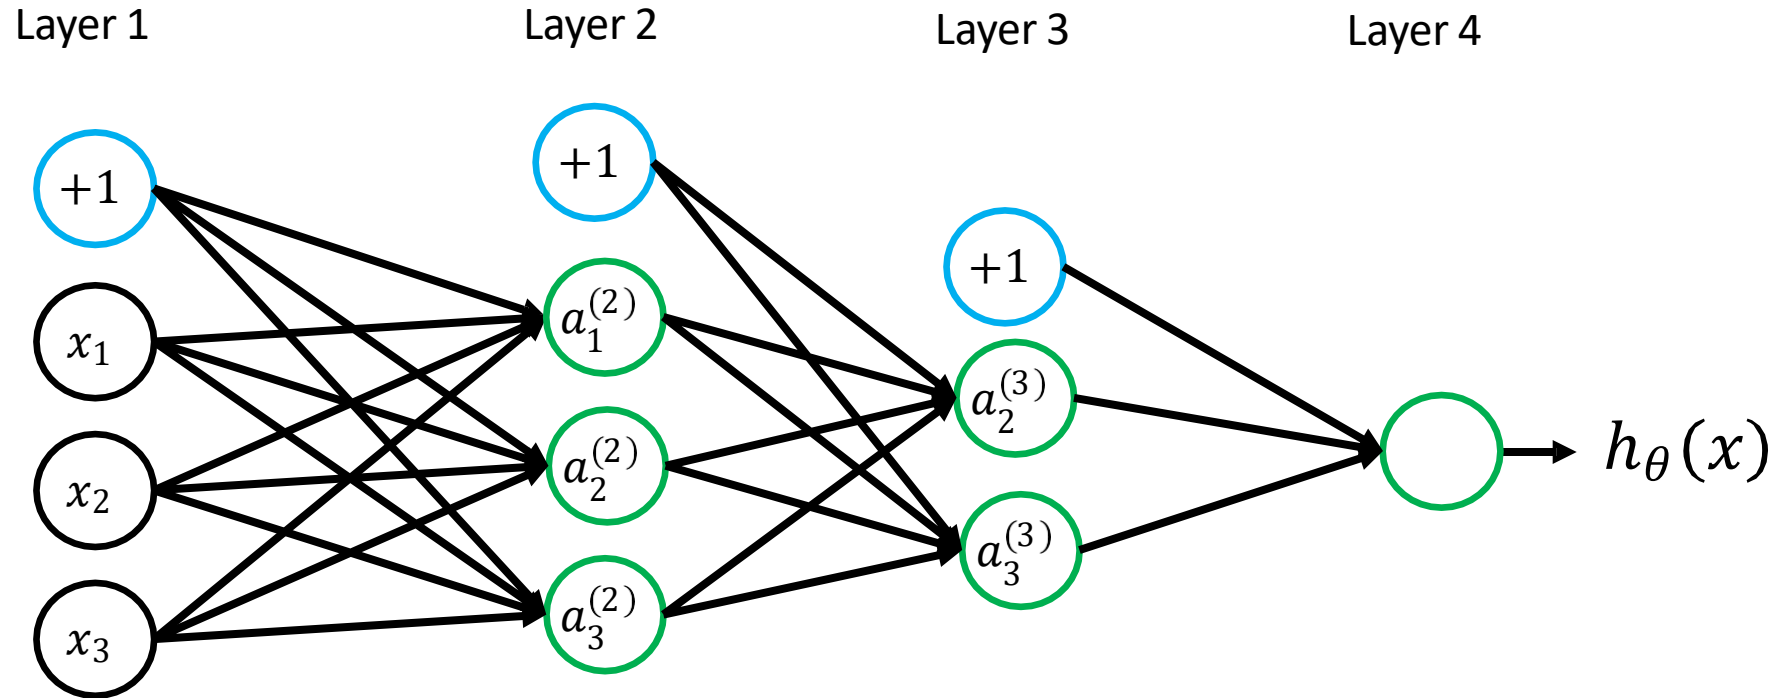 Layer 1
Layer 2
Layer 3
Layer 4
+1
x₁
x₂
x₃
+1
a₁⁽²⁾
a₂⁽²⁾
a₃⁽²⁾
+1
a₂⁽³⁾
a₃⁽³⁾
h_θ(x)